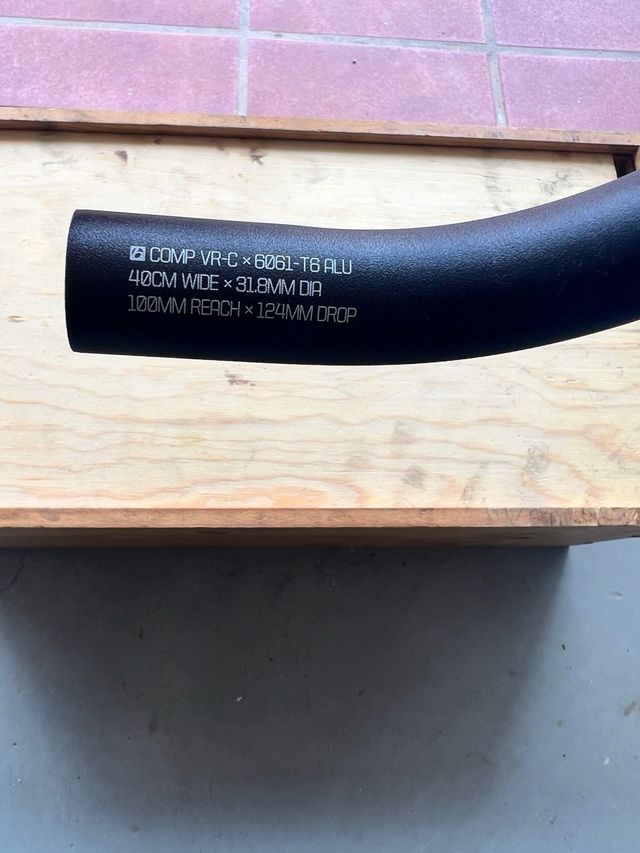 COMP VR-C × 6061-T6 ALU
40CM WIDE × 31.8MM DIA
100MM REACH × 124MM DROP